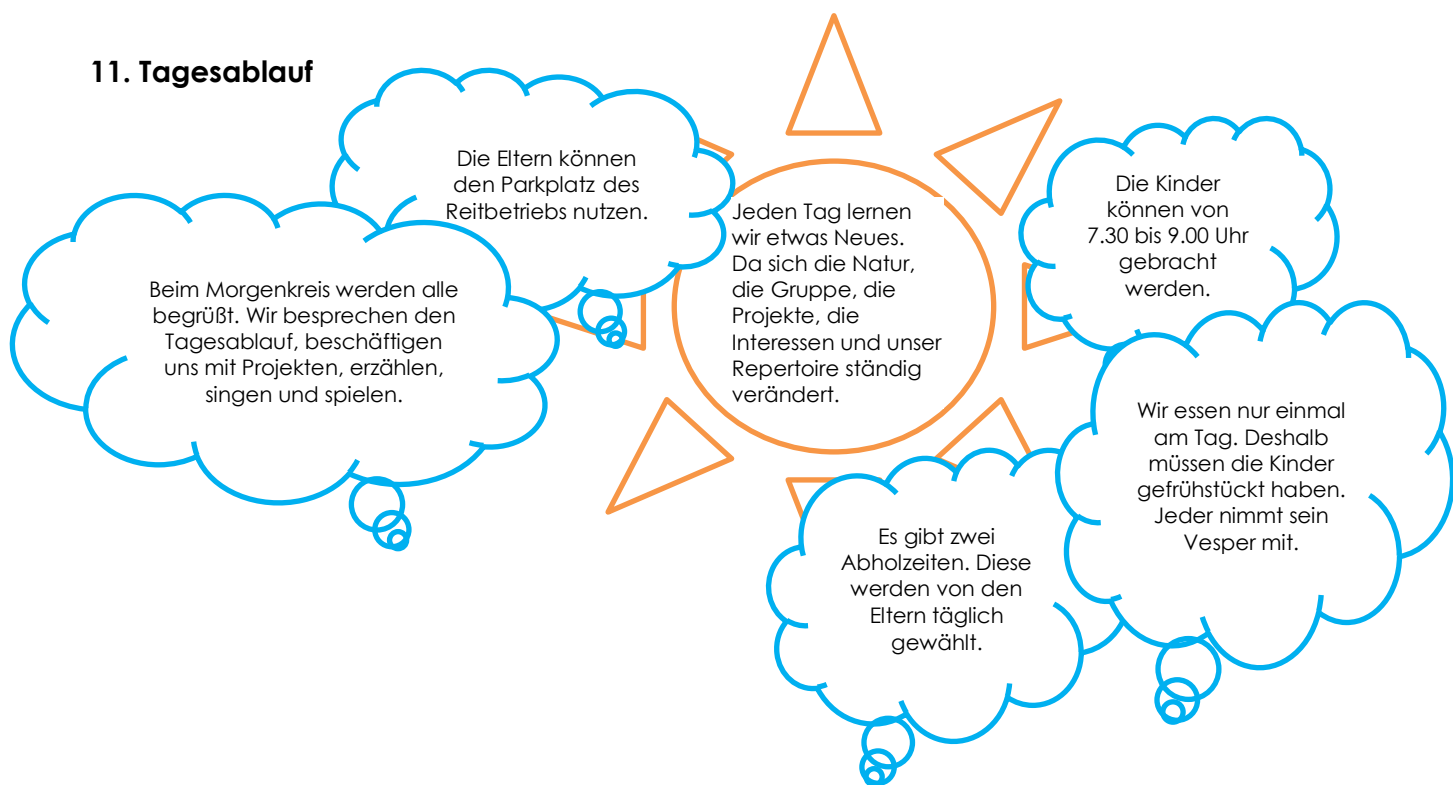 11. Tagesablauf
Die Eltern können
den Parkplatz des
Reitbetriebs nutzen.
Beim Morgenkreis werden alle
begrüßt. Wir besprechen den
Tagesablauf, beschäftigen
uns mit Projekten, erzählen,
singen und spielen.
Jeden Tag lernen
wir etwas Neues.
Da sich die Natur,
die Gruppe, die
Projekte, die
Interessen und unser
Repertoire ständig
verändert.
Die Kinder
können von
7.30 bis 9.00 Uhr
gebracht
werden.
Wir essen nur einmal
am Tag. Deshalb
müssen die Kinder
gefrühstückt haben.
Jeder nimmt sein
Vesper mit.
Es gibt zwei
Abholzeiten. Diese
werden von den
Eltern täglich
gewählt.